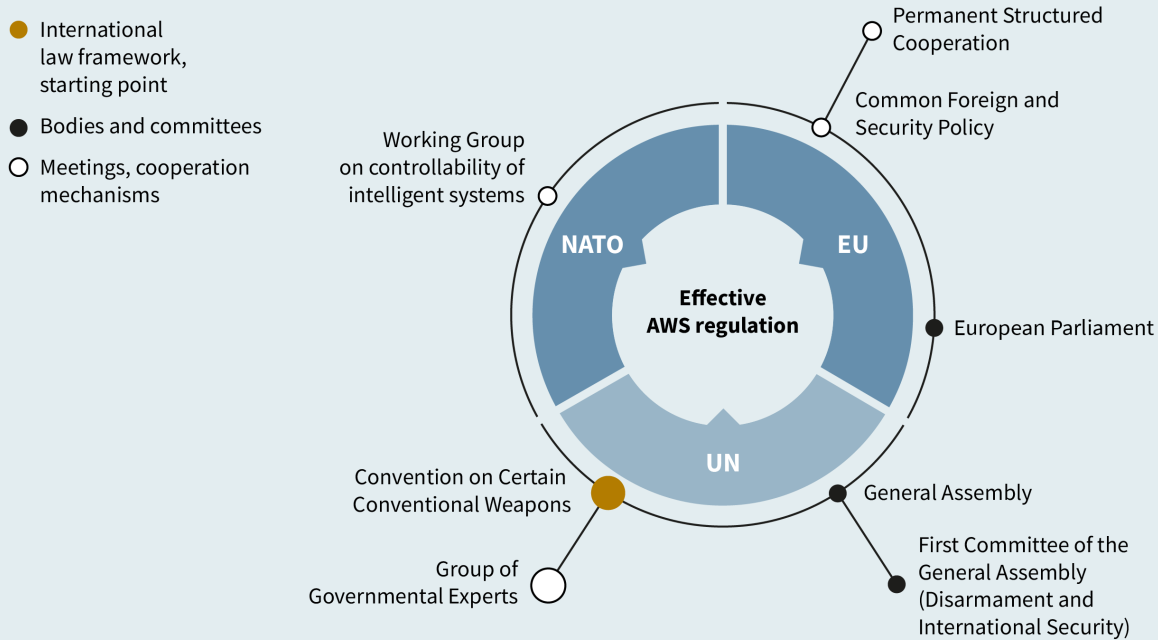 International
law framework,
starting point
Bodies and committees
Meetings, cooperation
mechanisms
Permanent Structured
Cooperation
Common Foreign and
Security Policy
Working Group
on controllability of
intelligent systems
NATO
EU
Effective
AWS regulation
European Parliament
UN
Convention on Certain
Conventional Weapons
General Assembly
Group of
Governmental Experts
First Committee of the
General Assembly
(Disarmament and
International Security)